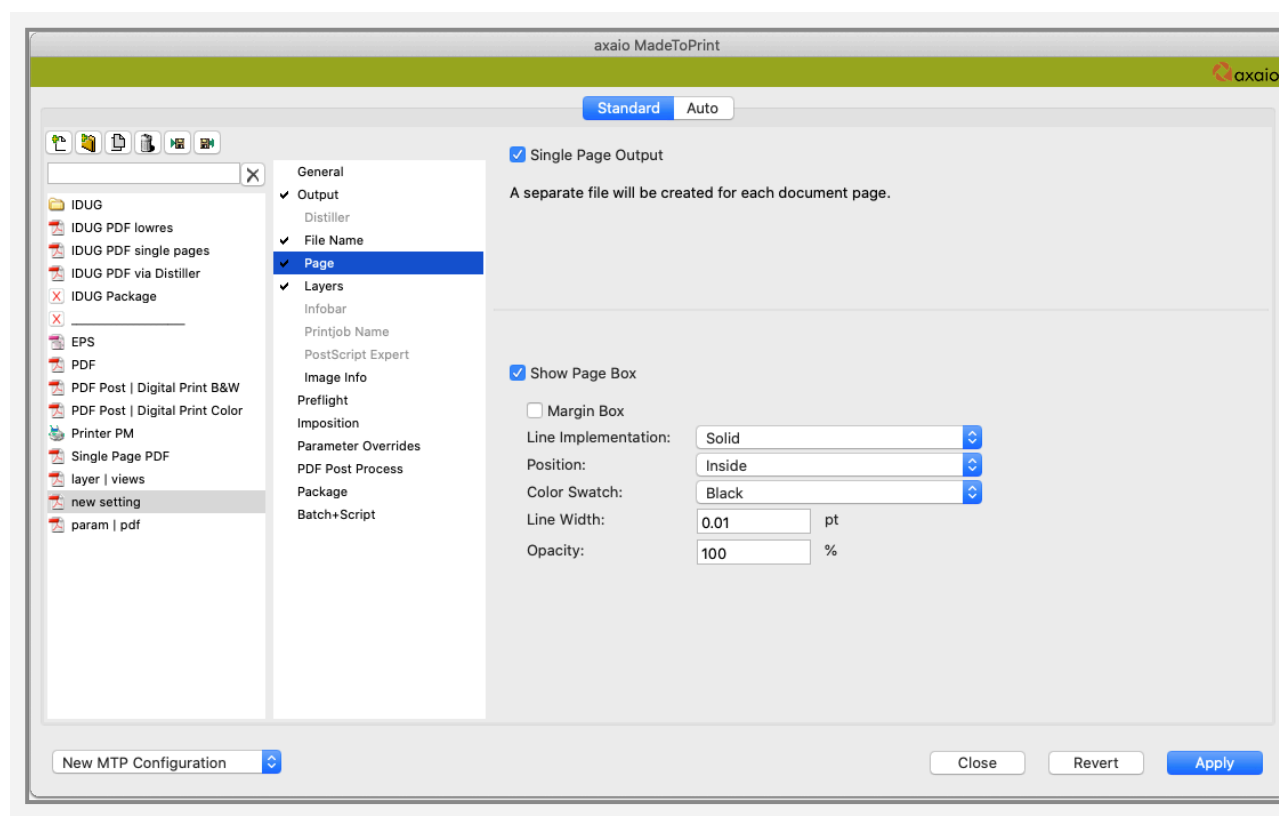 axaio MadeToPrint
axaio
Standard Auto
IDUG
IDUG PDF lowres
IDUG PDF single pages
IDUG PDF via Distiller
IDUG Package
________________
EPS
PDF
PDF Post | Digital Print B&W
PDF Post | Digital Print Color
Printer PM
Single Page PDF
layer | views
new setting
param | pdf
General
Output
Distiller
File Name
Page
Layers
Infobar
Printjob Name
PostScript Expert
Image Info
Preflight
Imposition
Parameter Overrides
PDF Post Process
Package
Batch+Script
Single Page Output
A separate file will be created for each document page.
Show Page Box
Margin Box
Line Implementation: Solid
Position: Inside
Color Swatch: Black
Line Width: 0.01 pt
Opacity: 100 %
New MTP Configuration
Close Revert Apply